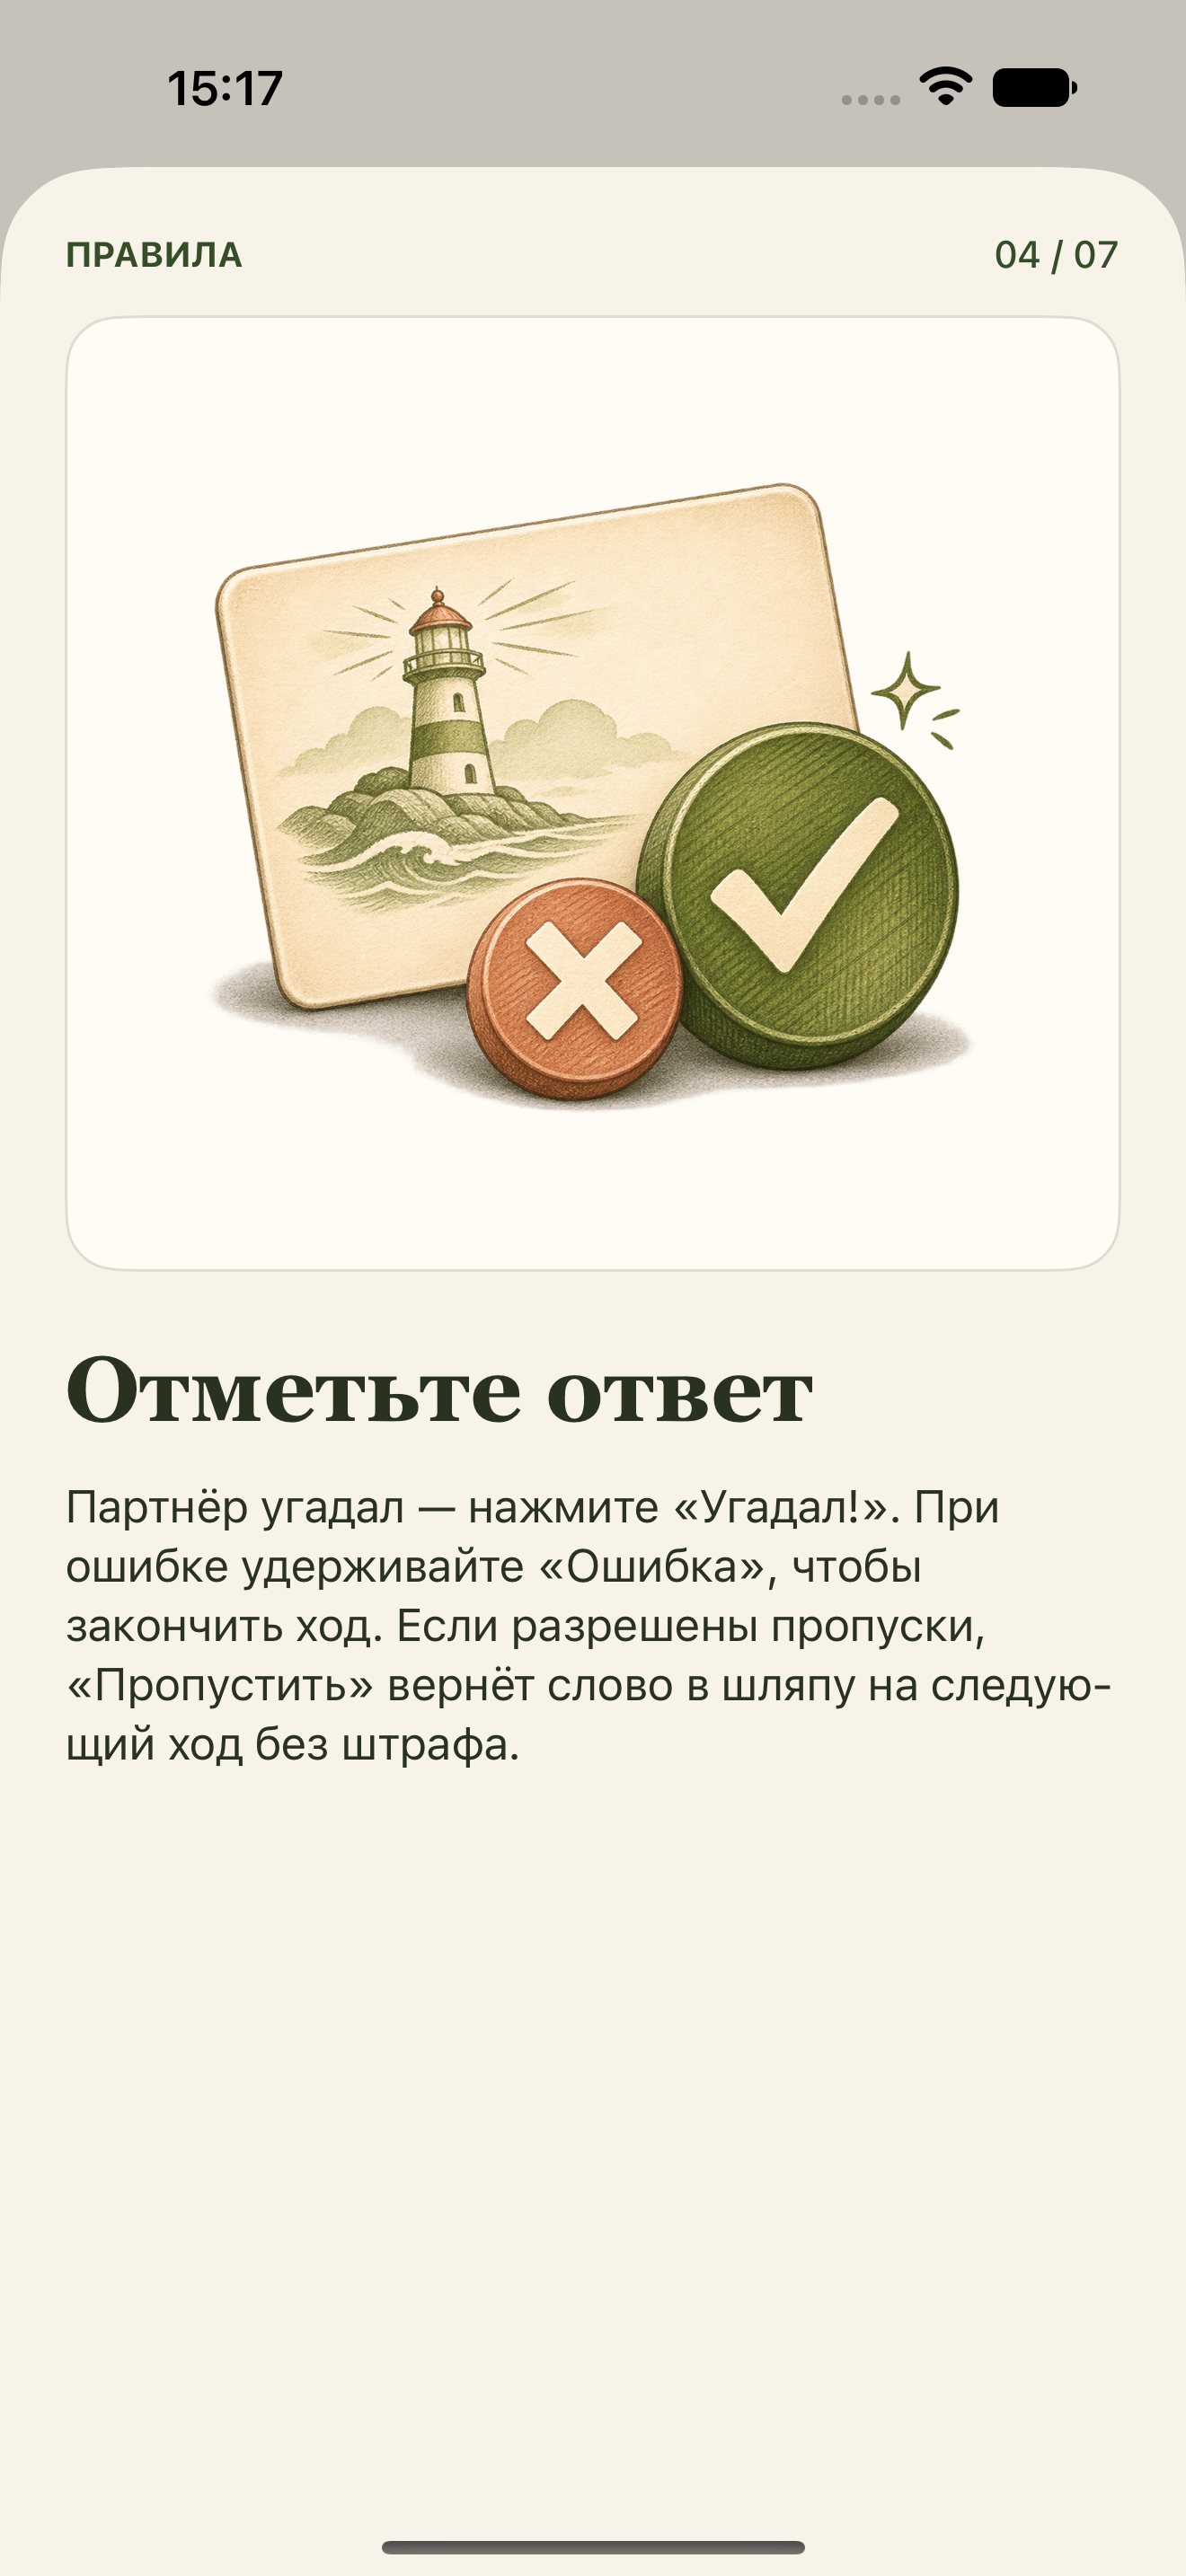 15:17
ПРАВИЛА
04 / 07
Отметьте ответ
Партнёр угадал — нажмите «Угадал!». При
ошибке удерживайте «Ошибка», чтобы
закончить ход. Если разрешены пропуски,
«Пропустить» вернёт слово в шляпу на следую-
щий ход без штрафа.